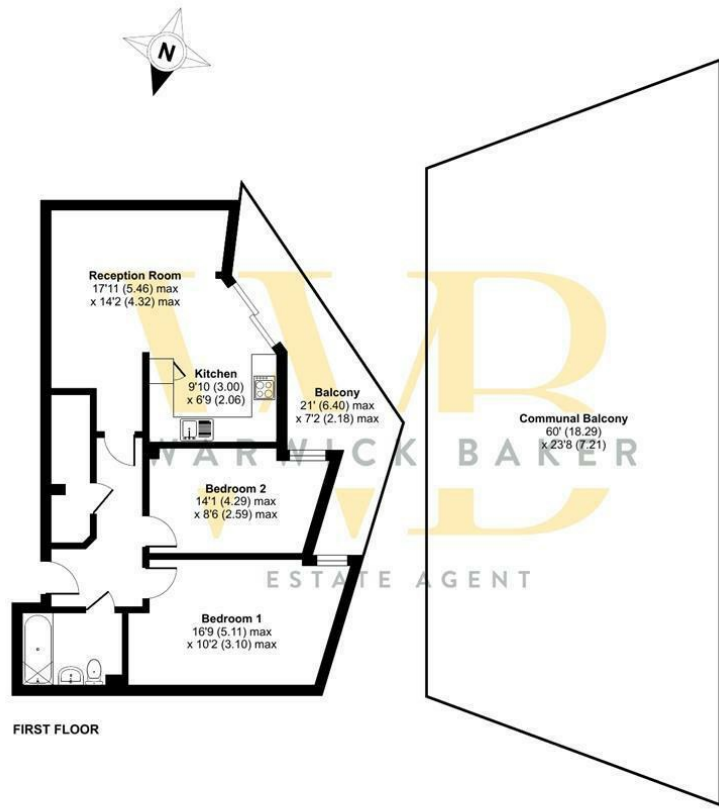 N
Reception Room
17'11 (5.46) max
x 14'2 (4.32) max
Kitchen
9'10 (3.00)
x 6'9 (2.06)
Balcony
21' (6.40) max
x 7'2 (2.18) max
Communal Balcony
60' (18.29)
x 23'8 (7.21)
WB
WARWICK BAKER
ESTATE AGENT
Bedroom 2
14'1 (4.29) max
x 8'6 (2.59) max
Bedroom 1
16'9 (5.11) max
x 10'2 (3.10) max
FIRST FLOOR